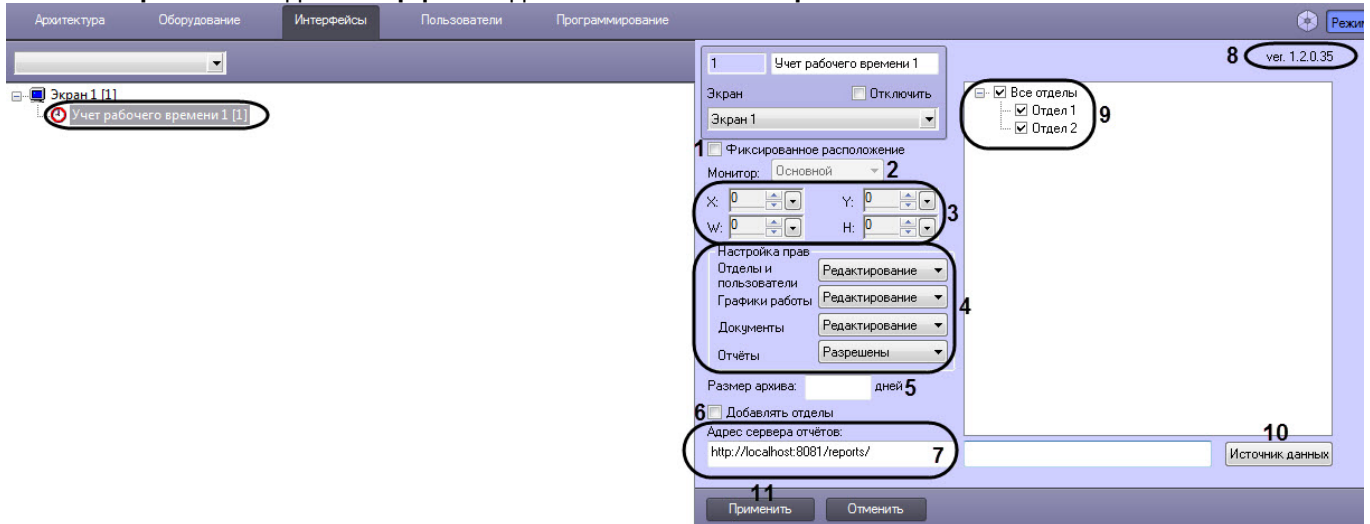 Архитектура Оборудование Интерфейсы Пользователи Программирование Режим
8 ver. 1.2.0.35
1 Учет рабочего времени 1
Экран 1 [1]
Учет рабочего времени 1 [1]
Экран Отключить
Экран 1
Все отделы
Отдел 1
Отдел 2
9
1 Фиксированное расположение
Монитор: Основной 2
X: 0 Y: 0
W: 0 H: 0
3
Настройка прав
Отделы и пользователи Редактирование
Графики работы Редактирование
4
Документы Редактирование
Отчёты Разрешены
Размер архива: дней 5
6 Добавлять отделы
Адрес сервера отчётов:
http://localhost:8081/reports/ 7
10
Источник данных
11
Применить Отменить